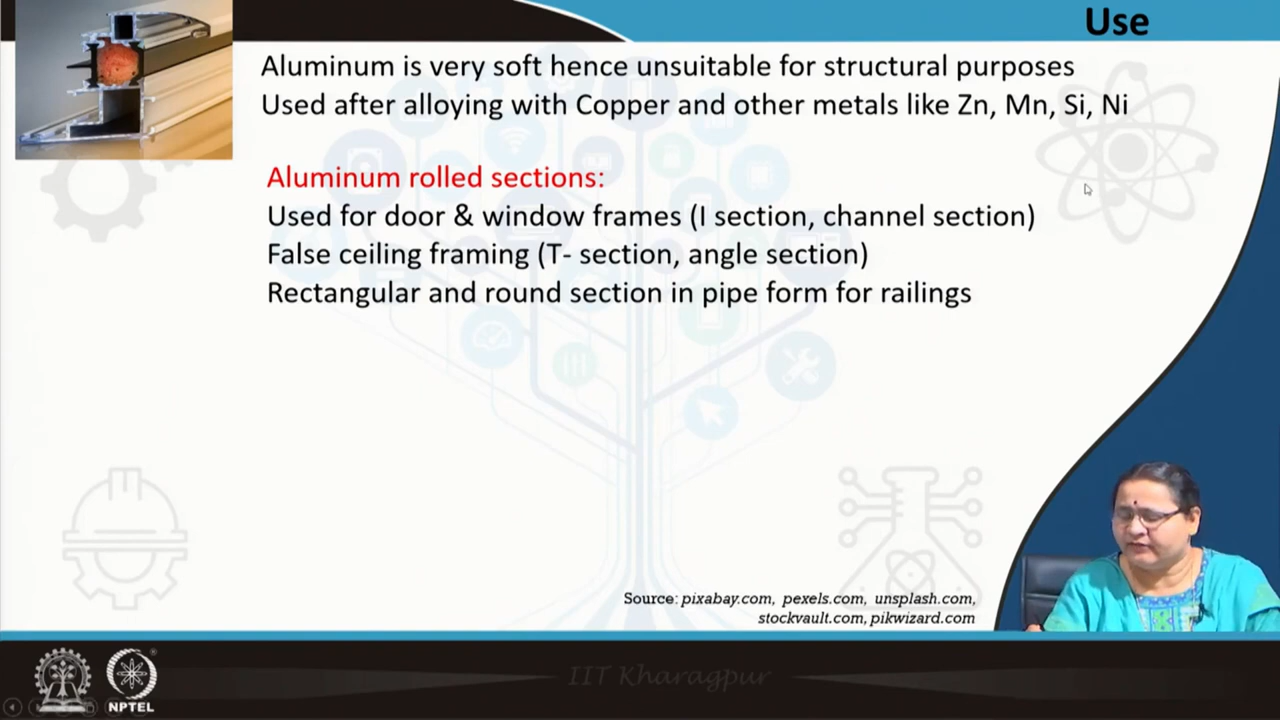 Use
Aluminum is very soft hence unsuitable for structural purposes
Used after alloying with Copper and other metals like Zn, Mn, Si, Ni
Aluminum rolled sections:
Used for door & window frames (I section, channel section)
False ceiling framing (T- section, angle section)
Rectangular and round section in pipe form for railings
Source: pixabay.com, pexels.com, unsplash.com,
stockvault.com, pikwizard.com
IIT Kharagpur
NPTEL